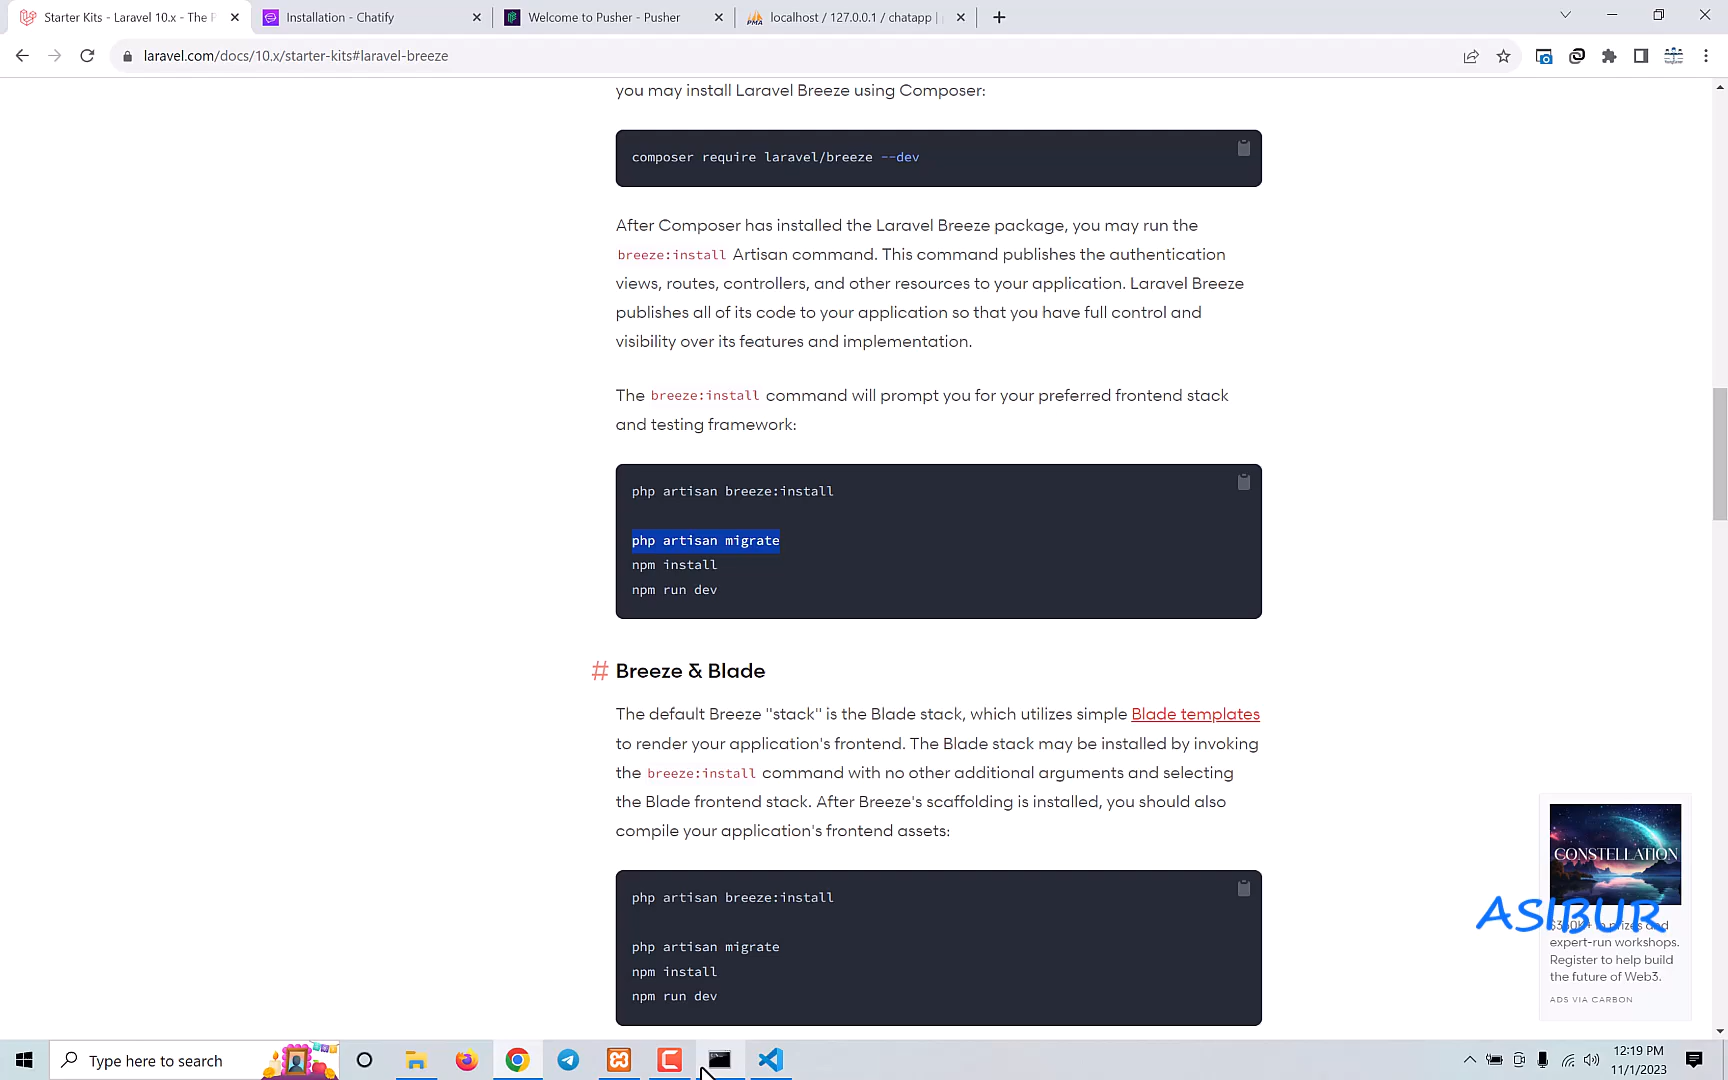 Starter Kits - Laravel 10.x - The P
Installation - Chatify
Welcome to Pusher - Pusher
localhost / 127.0.0.1 / chatapp |
laravel.com/docs/10.x/starter-kits#laravel-breeze
you may install Laravel Breeze using Composer:
composer require laravel/breeze --dev
After Composer has installed the Laravel Breeze package, you may run the
breeze:install Artisan command. This command publishes the authentication
views, routes, controllers, and other resources to your application. Laravel Breeze
publishes all of its code to your application so that you have full control and
visibility over its features and implementation.
The breeze:install command will prompt you for your preferred frontend stack
and testing framework:
php artisan breeze:install
php artisan migrate
npm install
npm run dev
# Breeze & Blade
The default Breeze "stack" is the Blade stack, which utilizes simple Blade templates
to render your application's frontend. The Blade stack may be installed by invoking
the breeze:install command with no other additional arguments and selecting
the Blade frontend stack. After Breeze's scaffolding is installed, you should also
compile your application's frontend assets:
php artisan breeze:install
php artisan migrate
npm install
npm run dev
CONSTELLATION
ASIBUR
in prizes and
expert-run workshops.
Register to help build
the future of Web3.
ADS VIA CARBON
Type here to search
12:19 PM
11/1/2023